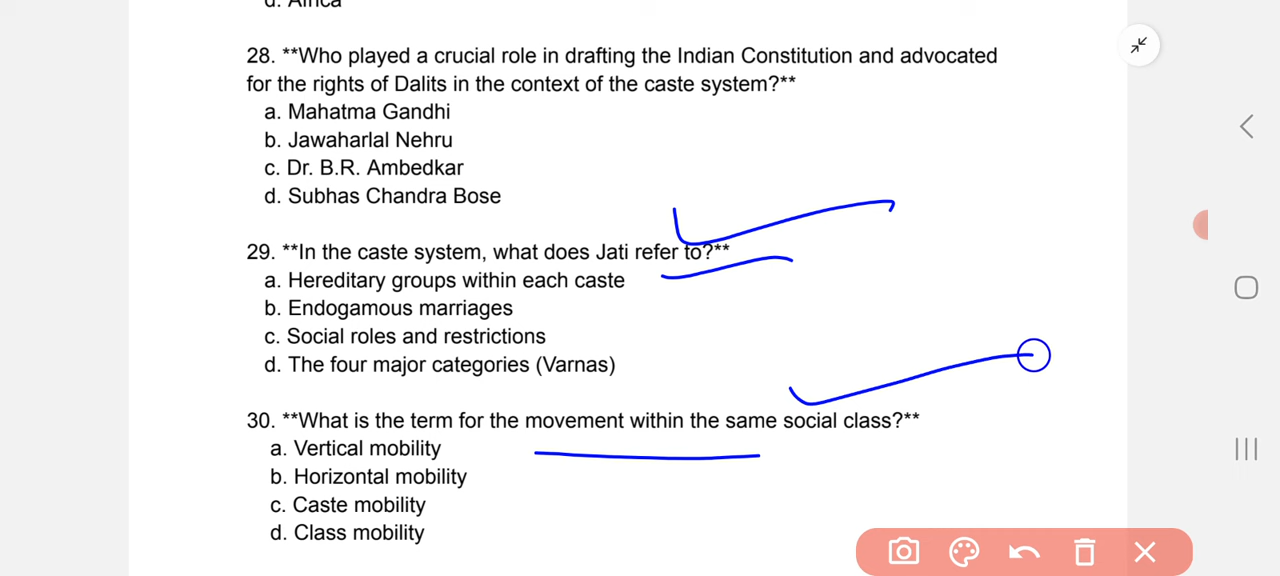 d. Africa
28. **Who played a crucial role in drafting the Indian Constitution and advocated
for the rights of Dalits in the context of the caste system?**
a. Mahatma Gandhi
b. Jawaharlal Nehru
c. Dr. B.R. Ambedkar
d. Subhas Chandra Bose
29. **In the caste system, what does Jati refer to?**
a. Hereditary groups within each caste
b. Endogamous marriages
c. Social roles and restrictions
d. The four major categories (Varnas)
30. **What is the term for the movement within the same social class?**
a. Vertical mobility
b. Horizontal mobility
c. Caste mobility
d. Class mobility